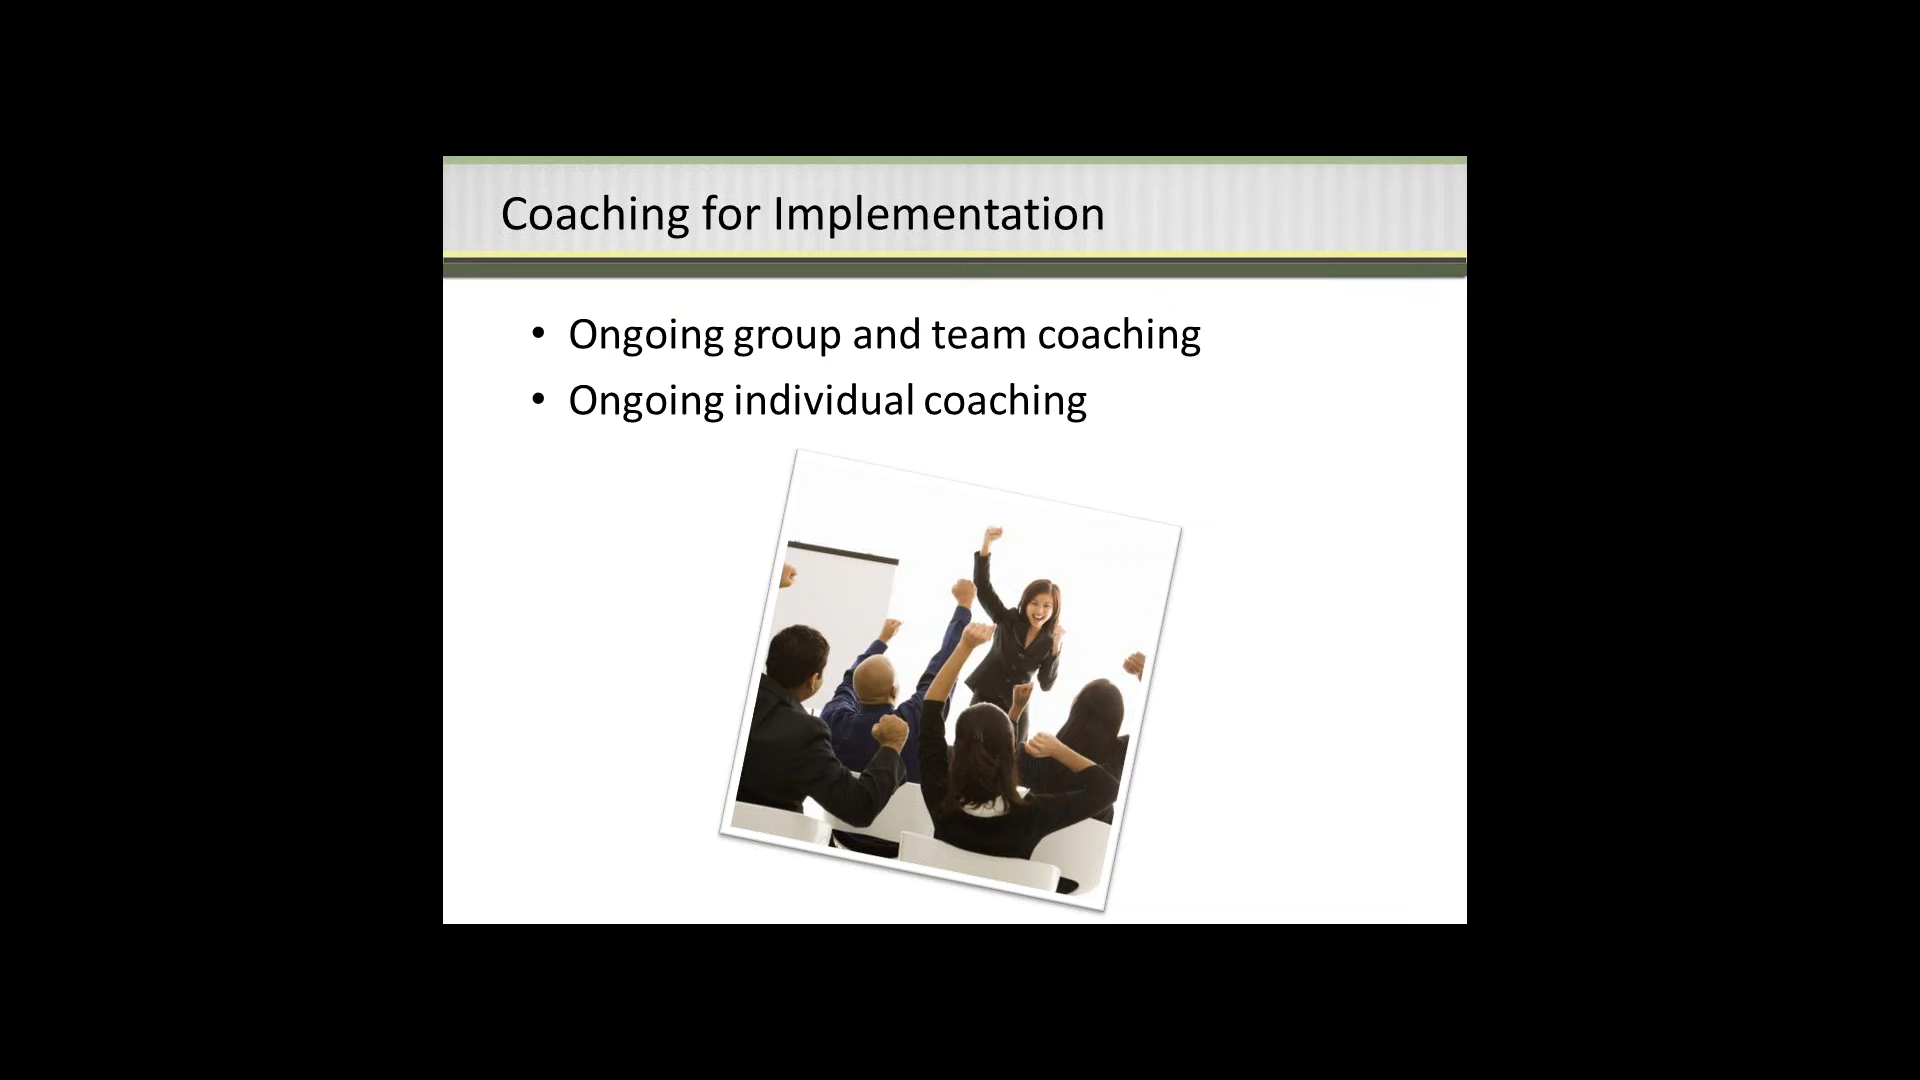 Coaching for Implementation
• Ongoing group and team coaching
• Ongoing individual coaching